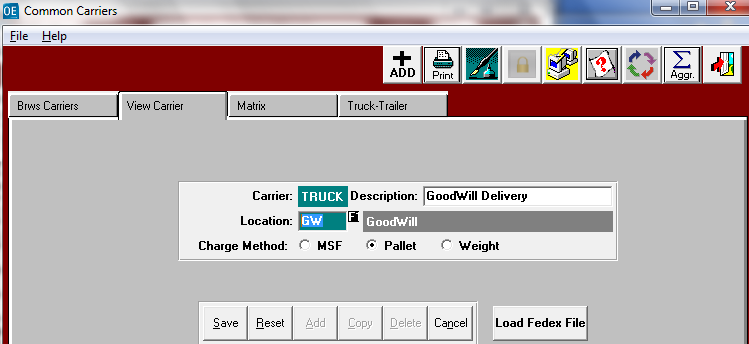 OE Common Carriers
File Help
ADD Print Aggr.
Brws Carriers View Carrier Matrix Truck-Trailer
Carrier: TRUCK Description: GoodWill Delivery
Location: GW F1 GoodWill
Charge Method: MSF Pallet Weight
Save Reset Add Copy Delete Cancel Load Fedex File